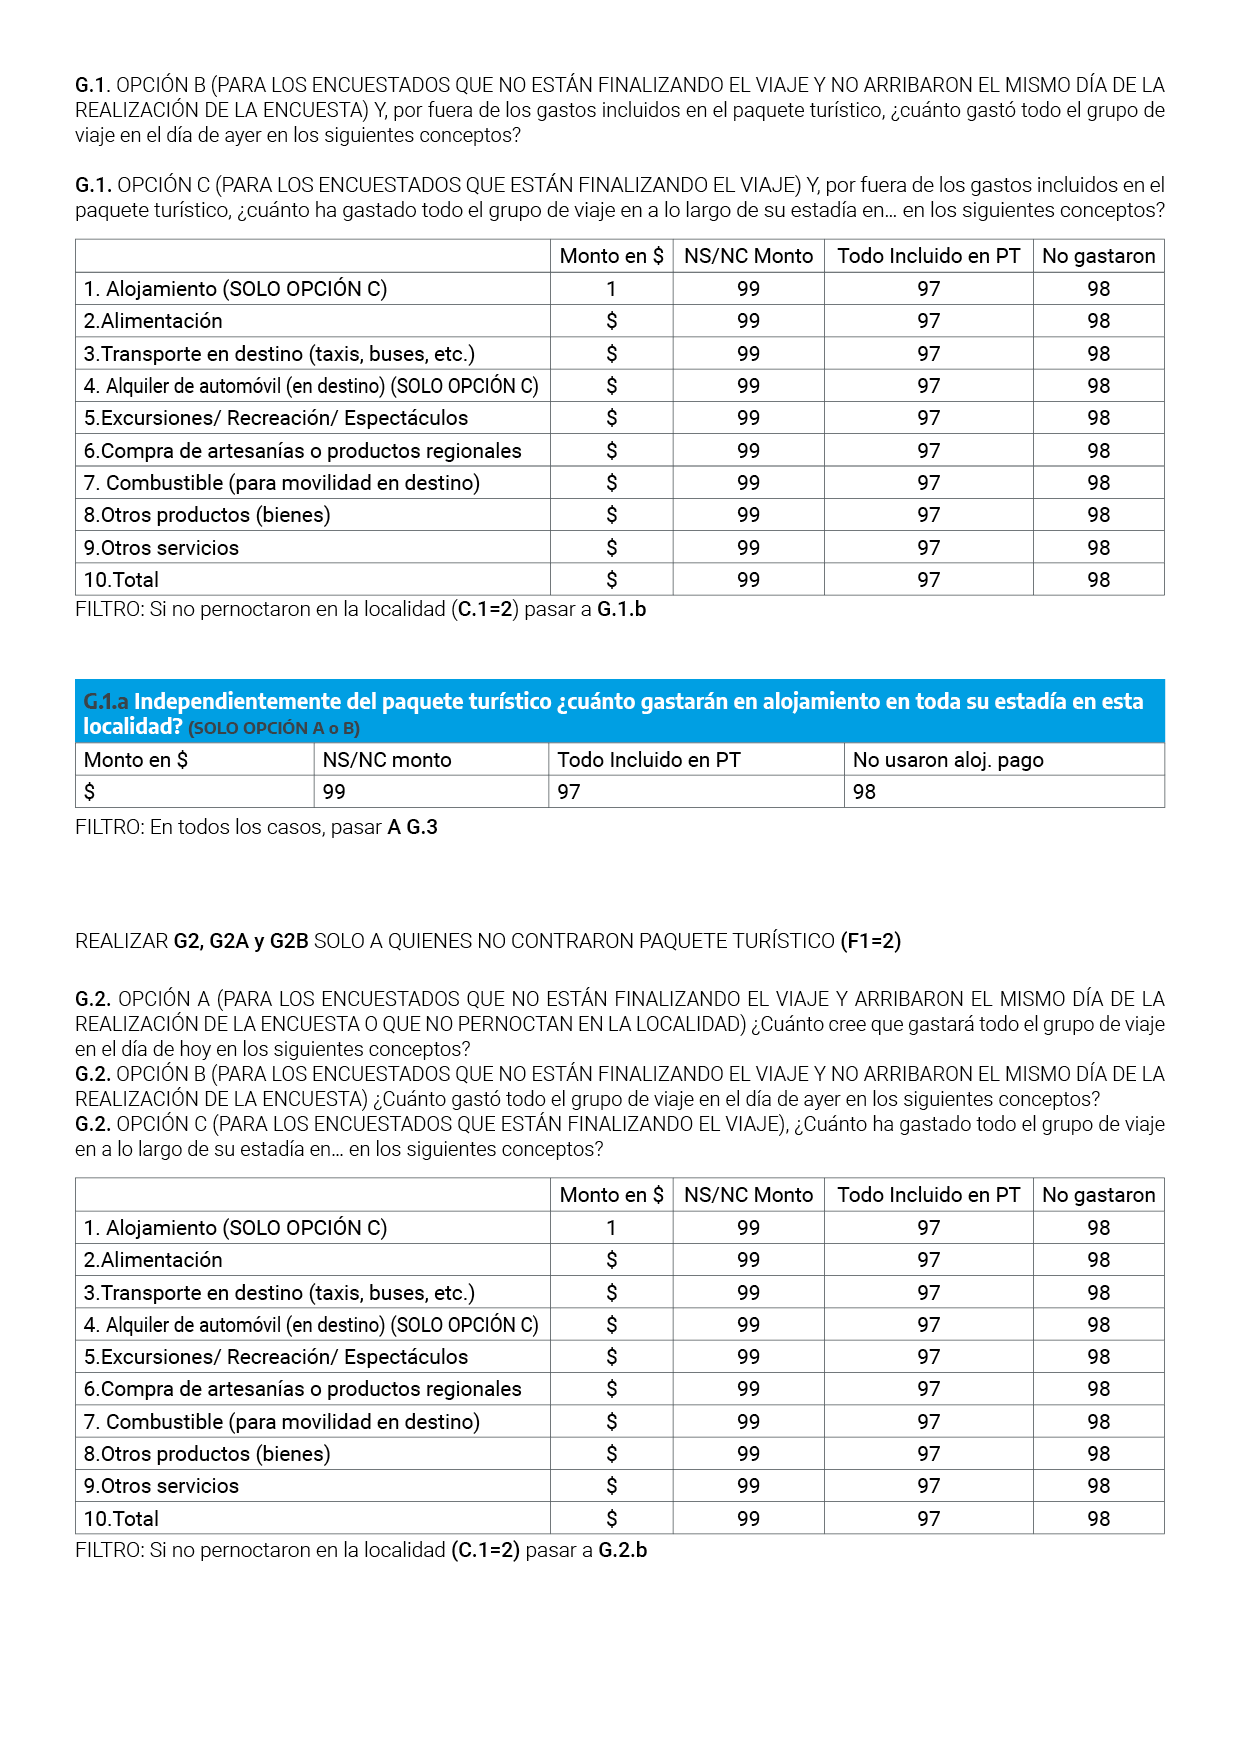 G.1. OPCIÓN B (PARA LOS ENCUESTADOS QUE NO ESTÁN FINALIZANDO EL VIAJE Y NO ARRIBARON EL MISMO DÍA DE LA
REALIZACIÓN DE LA ENCUESTA) Y, por fuera de los gastos incluidos en el paquete turístico, ¿cuánto gastó todo el grupo de
viaje en el día de ayer en los siguientes conceptos?
G.1. OPCIÓN C (PARA LOS ENCUESTADOS QUE ESTÁN FINALIZANDO EL VIAJE) Y, por fuera de los gastos incluidos en el
paquete turístico, ¿cuánto ha gastado todo el grupo de viaje en a lo largo de su estadía en... en los siguientes conceptos?
Monto en $ NS/NC Monto Todo Incluido en PT No gastaron
1. Alojamiento (SOLO OPCIÓN C) 1 99 97 98
2.Alimentación $ 99 97 98
3.Transporte en destino (taxis, buses, etc.) $ 99 97 98
4. Alquiler de automóvil (en destino) (SOLO OPCIÓN C) $ 99 97 98
5.Excursiones/ Recreación/ Espectáculos $ 99 97 98
6.Compra de artesanías o productos regionales $ 99 97 98
7. Combustible (para movilidad en destino) $ 99 97 98
8.Otros productos (bienes) $ 99 97 98
9.Otros servicios $ 99 97 98
10.Total $ 99 97 98
FILTRO: Si no pernoctaron en la localidad (C.1=2) pasar a G.1.b
G.1.a Independientemente del paquete turístico ¿cuánto gastarán en alojamiento en toda su estadía en esta
localidad? (SOLO OPCIÓN A o B)
Monto en $ NS/NC monto Todo Incluido en PT No usaron aloj. pago
$ 99 97 98
FILTRO: En todos los casos, pasar A G.3
REALIZAR G2, G2A y G2B SOLO A QUIENES NO CONTRARON PAQUETE TURÍSTICO (F1=2)
G.2. OPCIÓN A (PARA LOS ENCUESTADOS QUE NO ESTÁN FINALIZANDO EL VIAJE Y ARRIBARON EL MISMO DÍA DE LA
REALIZACIÓN DE LA ENCUESTA O QUE NO PERNOCTAN EN LA LOCALIDAD) ¿Cuánto cree que gastará todo el grupo de viaje
en el día de hoy en los siguientes conceptos?
G.2. OPCIÓN B (PARA LOS ENCUESTADOS QUE NO ESTÁN FINALIZANDO EL VIAJE Y NO ARRIBARON EL MISMO DÍA DE LA
REALIZACIÓN DE LA ENCUESTA) ¿Cuánto gastó todo el grupo de viaje en el día de ayer en los siguientes conceptos?
G.2. OPCIÓN C (PARA LOS ENCUESTADOS QUE ESTÁN FINALIZANDO EL VIAJE), ¿Cuánto ha gastado todo el grupo de viaje
en a lo largo de su estadía en... en los siguientes conceptos?
Monto en $ NS/NC Monto Todo Incluido en PT No gastaron
1. Alojamiento (SOLO OPCIÓN C) 1 99 97 98
2.Alimentación $ 99 97 98
3.Transporte en destino (taxis, buses, etc.) $ 99 97 98
4. Alquiler de automóvil (en destino) (SOLO OPCIÓN C) $ 99 97 98
5.Excursiones/ Recreación/ Espectáculos $ 99 97 98
6.Compra de artesanías o productos regionales $ 99 97 98
7. Combustible (para movilidad en destino) $ 99 97 98
8.Otros productos (bienes) $ 99 97 98
9.Otros servicios $ 99 97 98
10.Total $ 99 97 98
FILTRO: Si no pernoctaron en la localidad (C.1=2) pasar a G.2.b